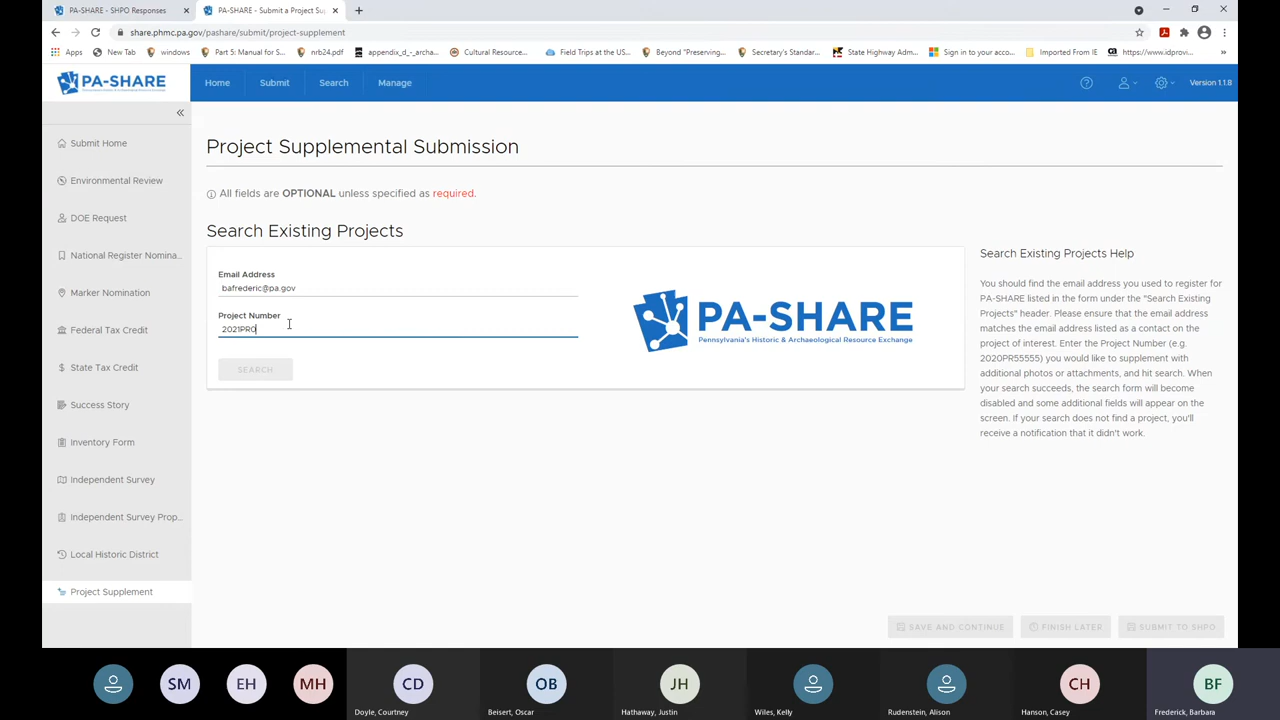 PA-SHARE - SHPO Responses
PA-SHARE - Submit a Project Su
share.phmc.pa.gov/pashare/submit/project-supplement
Apps
New Tab
windows
Part 5: Manual for S...
nrb24.pdf
appendix_d_-_archa...
Cultural Resource...
Field Trips at the US...
Beyond "Preserving...
Secretary's Standar...
State Highway Adm...
Sign in to your acco...
Imported From IE
https://www.idprovi...
»
PA-SHARE
Home
Submit
Search
Manage
Version 1.1.8
Submit Home
Environmental Review
DOE Request
National Register Nomina...
Marker Nomination
Federal Tax Credit
State Tax Credit
Success Story
Inventory Form
Independent Survey
Independent Survey Prop...
Local Historic District
Project Supplement
Project Supplemental Submission
All fields are OPTIONAL unless specified as required.
Search Existing Projects
Email Address
bafrederic@pa.gov
Project Number
2021PR0
SEARCH
PA-SHARE
Pennsylvania's Historic & Archaeological Resource Exchange
Search Existing Projects Help
You should find the email address you used to register for
PA-SHARE listed in the form under the "Search Existing
Projects" header. Please ensure that the email address
matches the email address listed as a contact on the
project of interest. Enter the Project Number (e.g.
2020PR55555) you would like to supplement with
additional photos or attachments, and hit search. When
your search succeeds, the search form will become
disabled and some additional fields will appear on the
screen. If your search does not find a project, you'll
receive a notification that it didn't work.
SAVE AND CONTINUE
FINISH LATER
SUBMIT TO SHPO
SM
EH
MH
CD
Doyle, Courtney
OB
Beisert, Oscar
JH
Hathaway, Justin
Wiles, Kelly
Rudenstein, Alison
CH
Hanson, Casey
BF
Frederick, Barbara